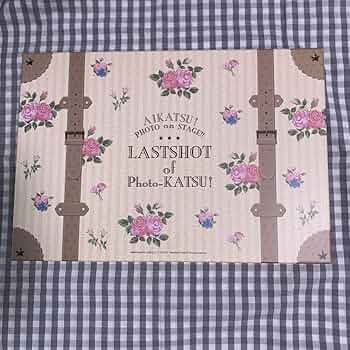 AIKATSU!
PHOTO on STAGE!!
LASTSHOT
of
Photo-KATSU!